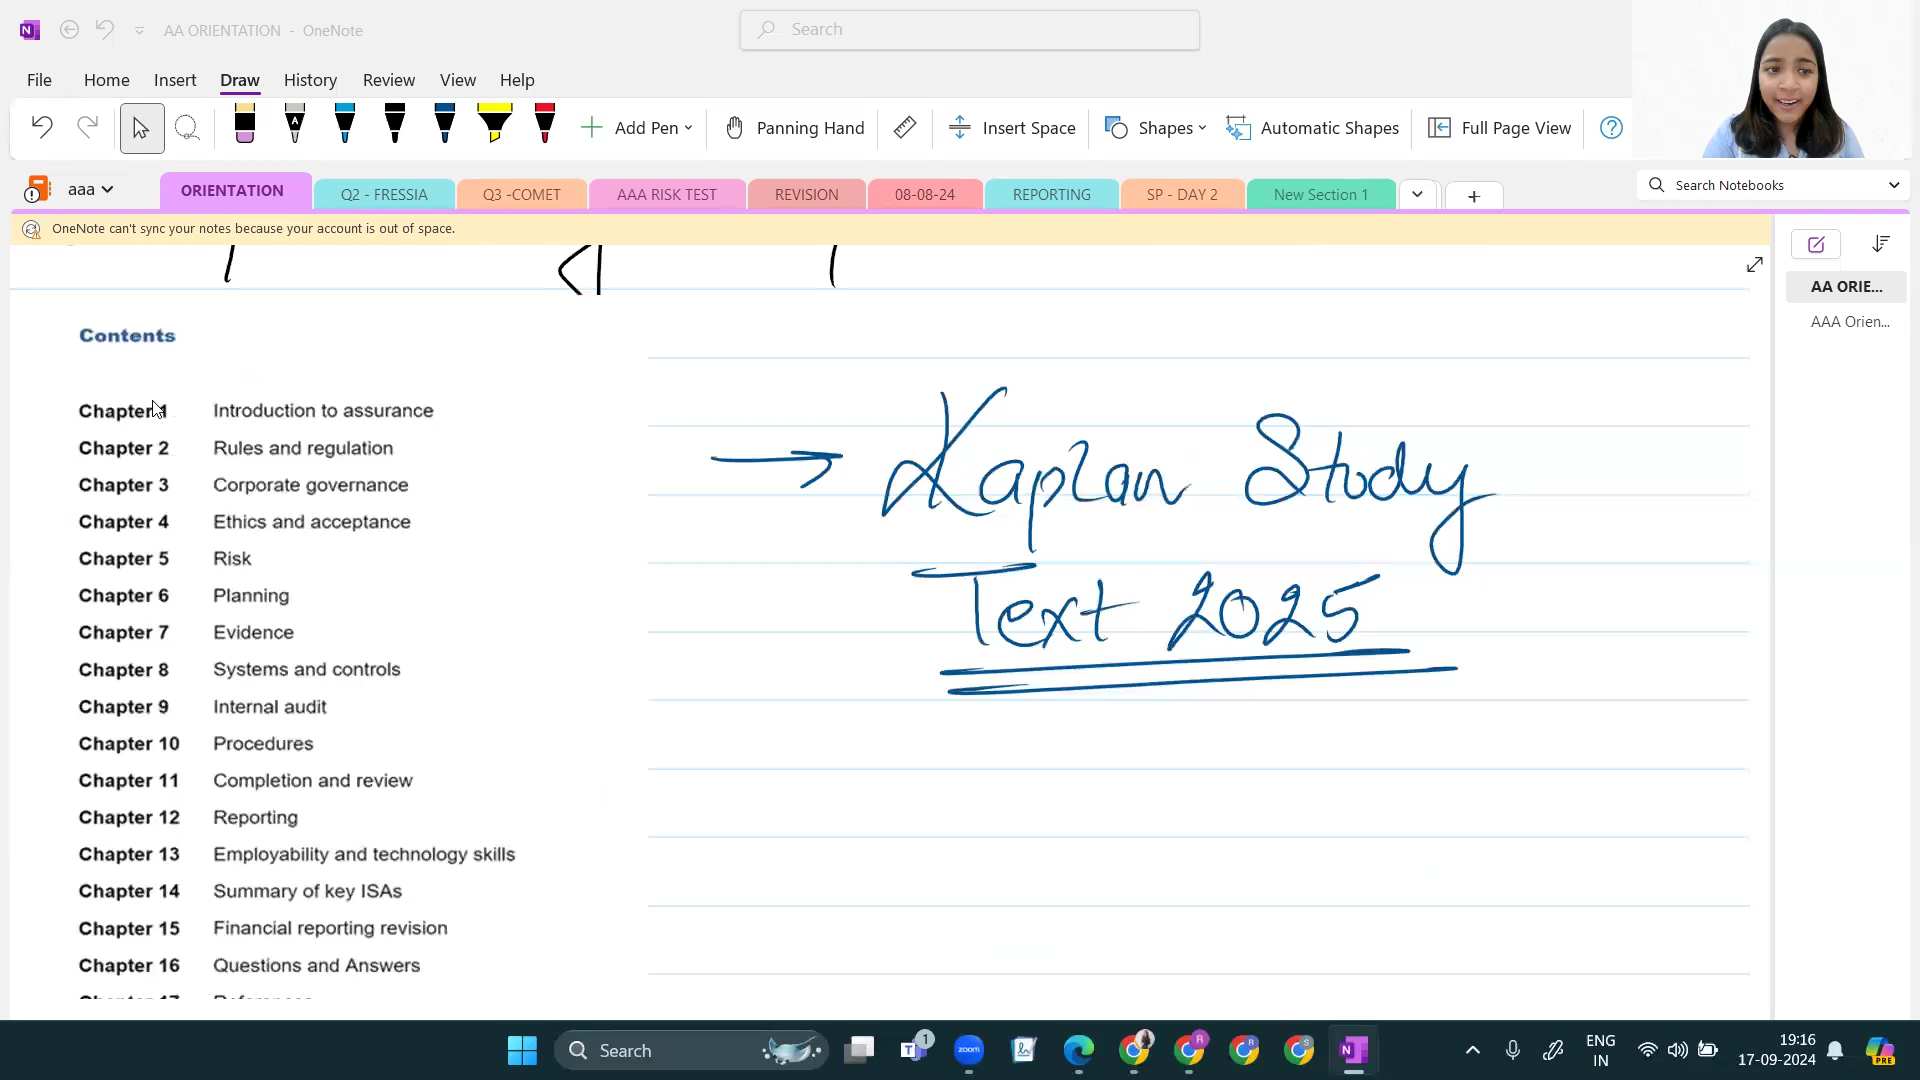 AA ORIENTATION - OneNote
Search
File Home Insert Draw History Review View Help
Add Pen Panning Hand Insert Space Shapes Automatic Shapes Full Page View
aaa ORIENTATION Q2 - FRESSIA Q3 -COMET AAA RISK TEST REVISION 08-08-24 REPORTING SP - DAY 2 New Section 1 Search Notebooks
OneNote can't sync your notes because your account is out of space.
AA ORIE...
AAA Orien...
Contents
Chapter 1 Introduction to assurance
Chapter 2 Rules and regulation
Chapter 3 Corporate governance
Chapter 4 Ethics and acceptance
Chapter 5 Risk
Chapter 6 Planning
Chapter 7 Evidence
Chapter 8 Systems and controls
Chapter 9 Internal audit
Chapter 10 Procedures
Chapter 11 Completion and review
Chapter 12 Reporting
Chapter 13 Employability and technology skills
Chapter 14 Summary of key ISAs
Chapter 15 Financial reporting revision
Chapter 16 Questions and Answers
Kaplan Study
Text 2025
Search
1
zoom
ENG
IN
19:16
17-09-2024
PRE